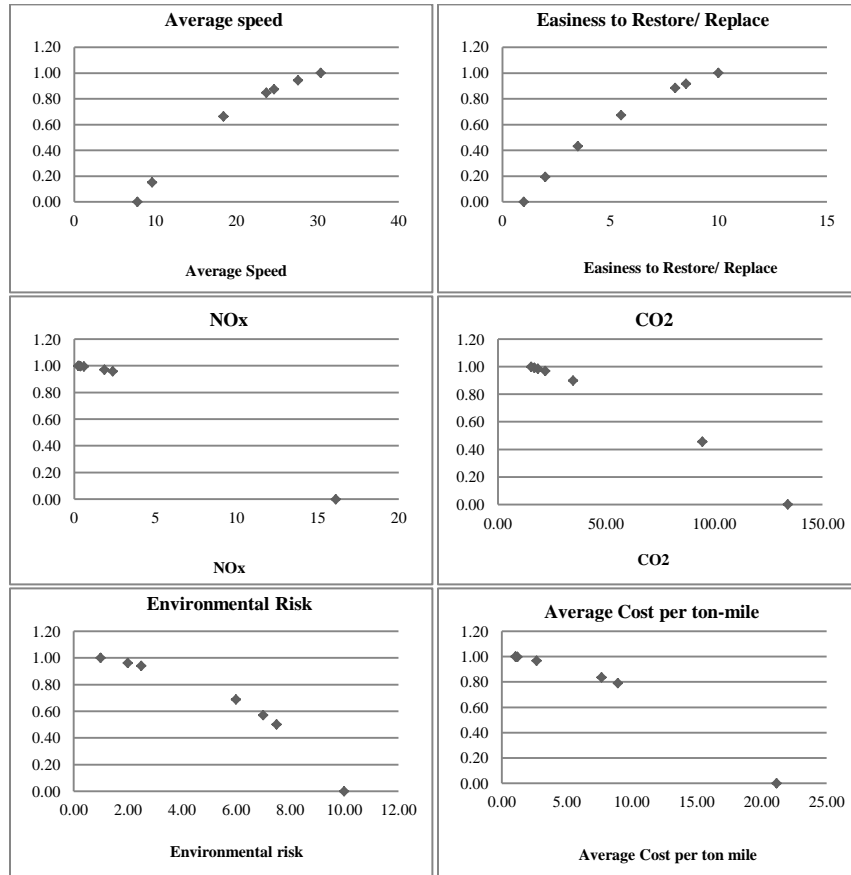 Average speed
1.20
1.00
0.80
0.60
0.40
0.20
0.00
0 10 20 30 40
Average Speed
Easiness to Restore/ Replace
1.20
1.00
0.80
0.60
0.40
0.20
0.00
0 5 10 15
Easiness to Restore/ Replace
NOx
1.20
1.00
0.80
0.60
0.40
0.20
0.00
0 5 10 15 20
NOx
CO2
1.20
1.00
0.80
0.60
0.40
0.20
0.00
0.00 50.00 100.00 150.00
CO2
Environmental Risk
1.20
1.00
0.80
0.60
0.40
0.20
0.00
0.00 2.00 4.00 6.00 8.00 10.00 12.00
Environmental risk
Average Cost per ton-mile
1.20
1.00
0.80
0.60
0.40
0.20
0.00
0.00 5.00 10.00 15.00 20.00 25.00
Average Cost per ton mile